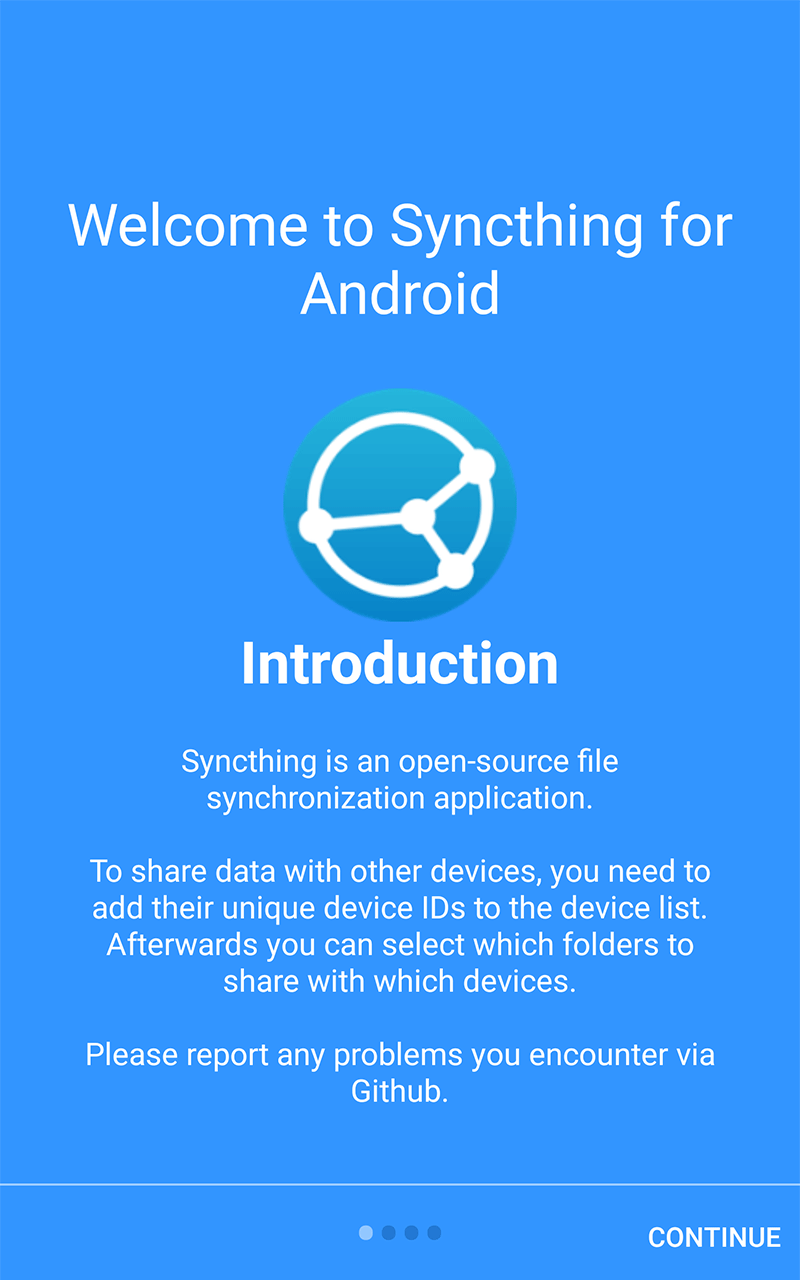 Welcome to Syncthing for
Android
Introduction
Syncthing is an open-source file
synchronization application.
To share data with other devices, you need to
add their unique device IDs to the device list.
Afterwards you can select which folders to
share with which devices.
Please report any problems you encounter via
Github.
CONTINUE